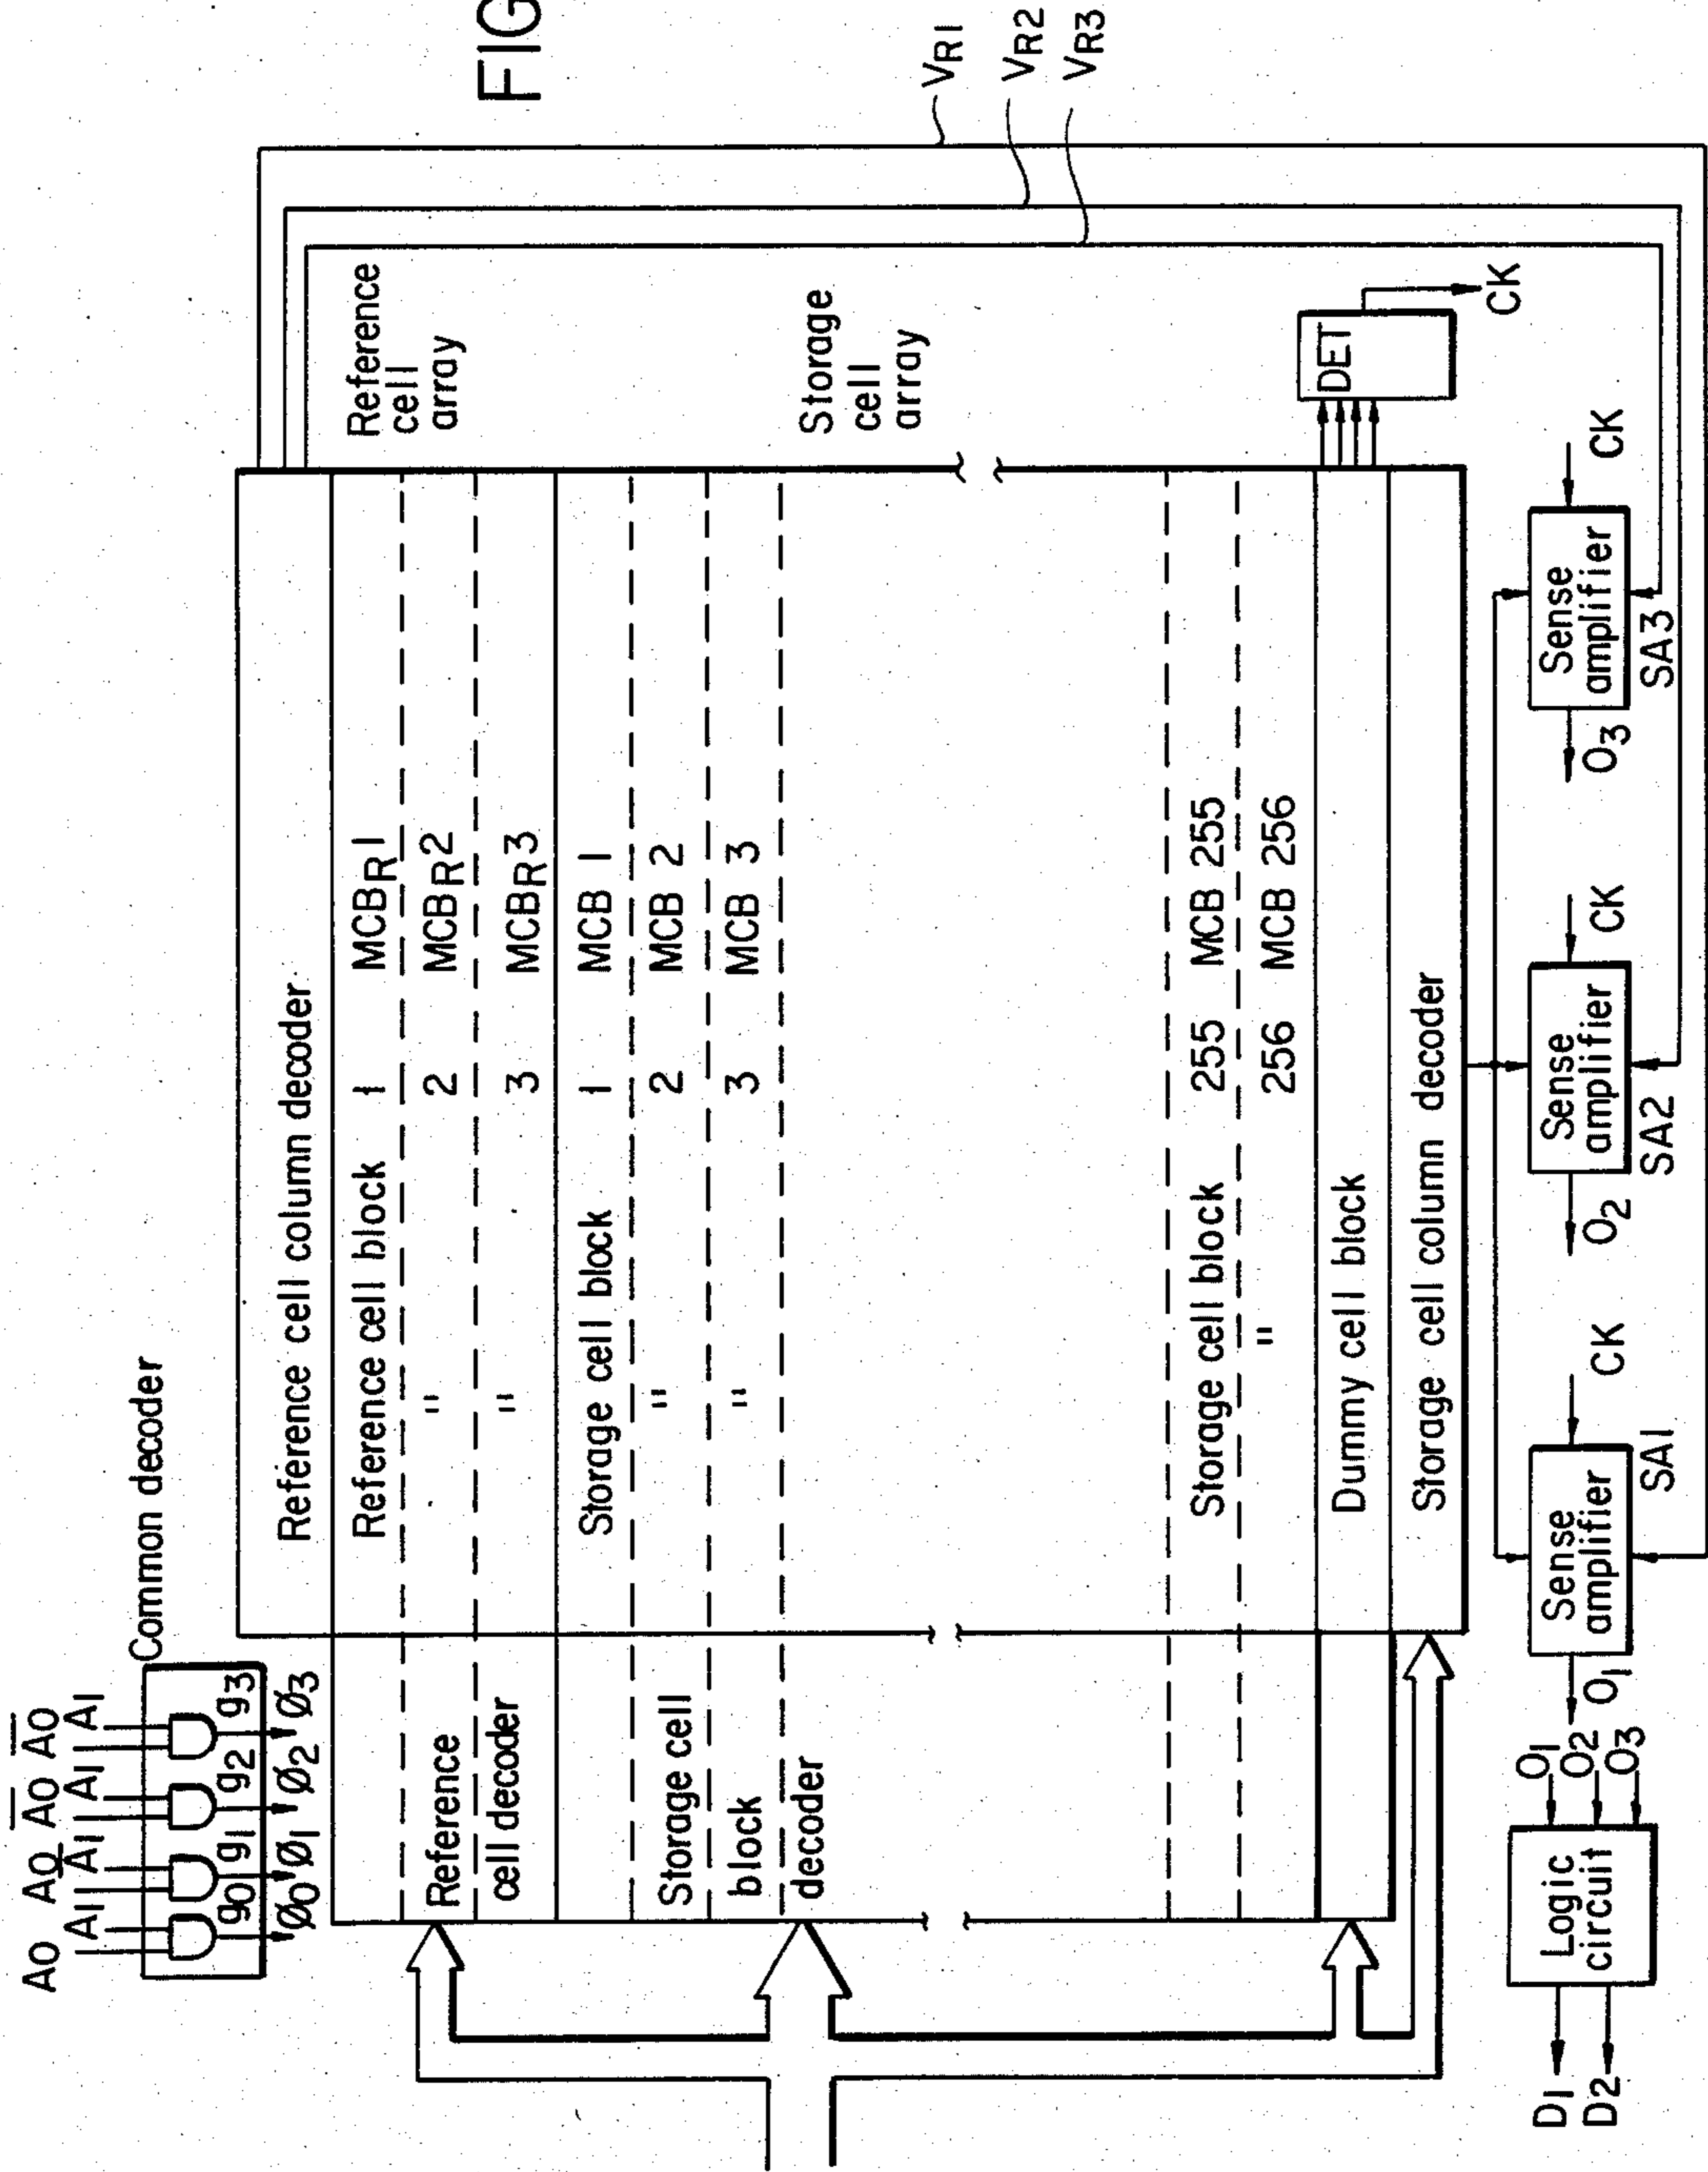 FIG
Common decoder
A0 A1 A0 A1 A0 A1 A0 A1
g0 g1 g2 g3
Ø0 Ø1 Ø2 Ø3
VR1
VR2
VR3
Reference cell column decoder
Reference cell block 1 MCBR1
" 2 MCBR2
" 3 MCBR3
Reference
cell
array
Reference
cell decoder
Storage cell block 1 MCB 1
" 2 MCB 2
" 3 MCB 3
Storage
cell
array
Storage cell
block
decoder
Storage cell block 255 MCB 255
" 256 MCB 256
Dummy cell block
DET
CK
Storage cell column decoder
Sense
amplifier
SA1
CK
O1
Sense
amplifier
SA2
CK
O2
Sense
amplifier
SA3
CK
O3
O1
O2
O3
Logic
circuit
D1
D2